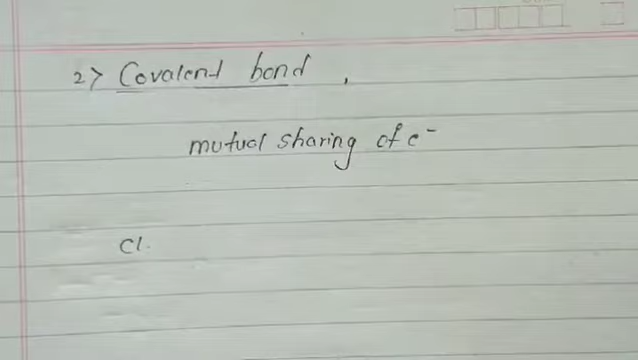 2> Covalent bond,
mutual sharing of e-
Cl.